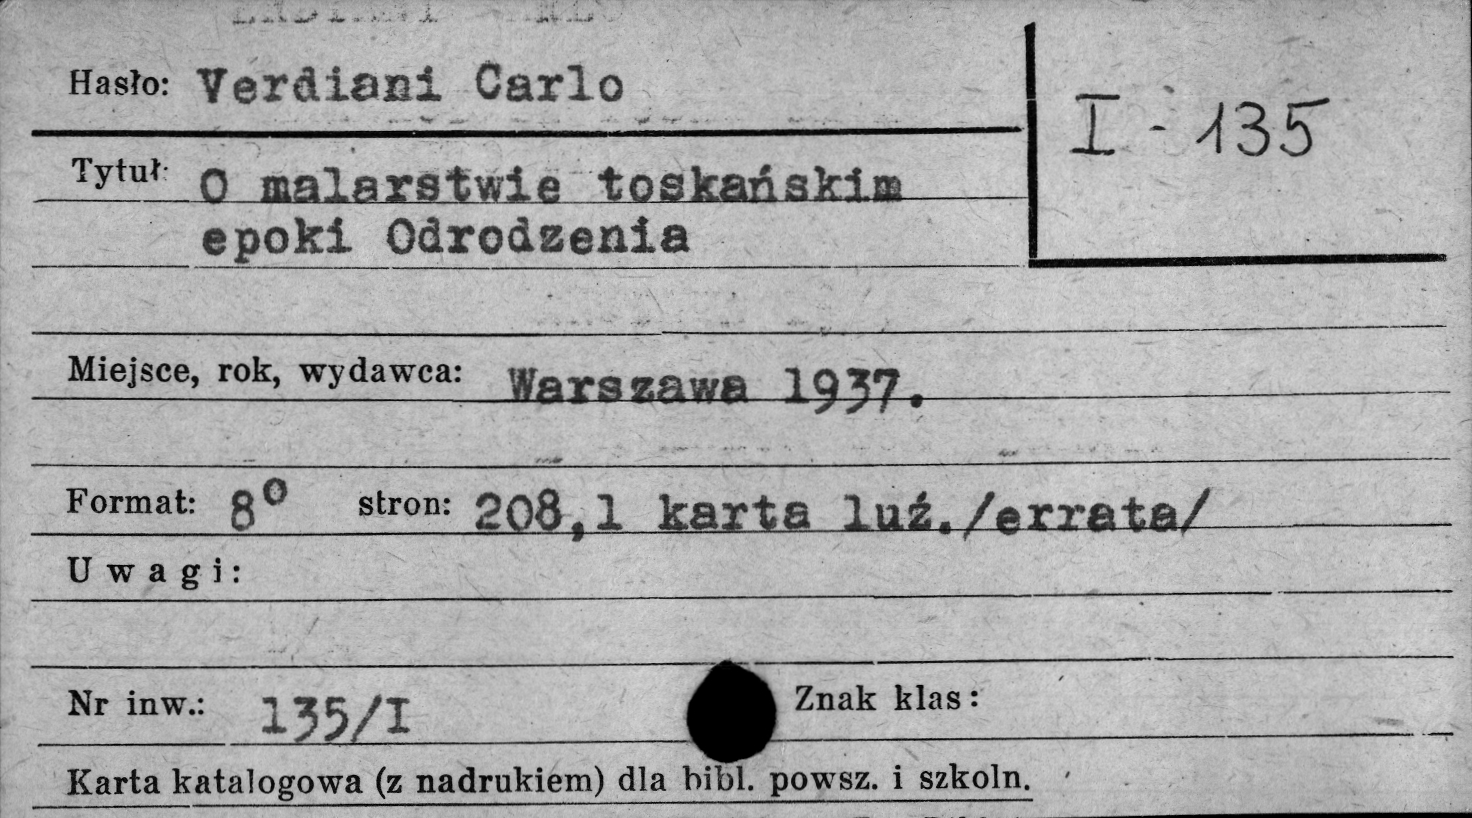 Hasło: Verdiani Carlo
I - 135
Tytuł: O malarstwie toskańskim
epoki Odrodzenia
Miejsce, rok, wydawca: Warszawa 1937.
Format: 8° stron: 208,1 karta luź./errata/
Uwagi:
Nr inw.: 135/I Znak klas:
Karta katalogowa (z nadrukiem) dla bibl. powsz. i szkoln.